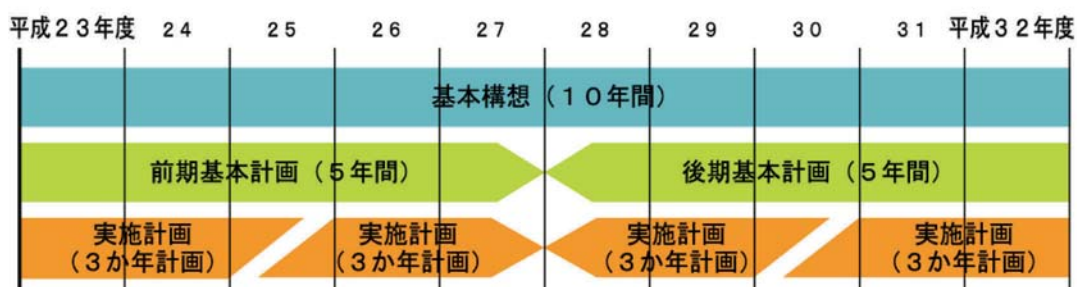 平成２３年度 ２４ ２５ ２６ ２７ ２８ ２９ ３０ ３１ 平成３２年度
基本構想（１０年間）
前期基本計画（５年間） 後期基本計画（５年間）
実施計画 実施計画 実施計画 実施計画
（３か年計画） （３か年計画） （３か年計画） （３か年計画）